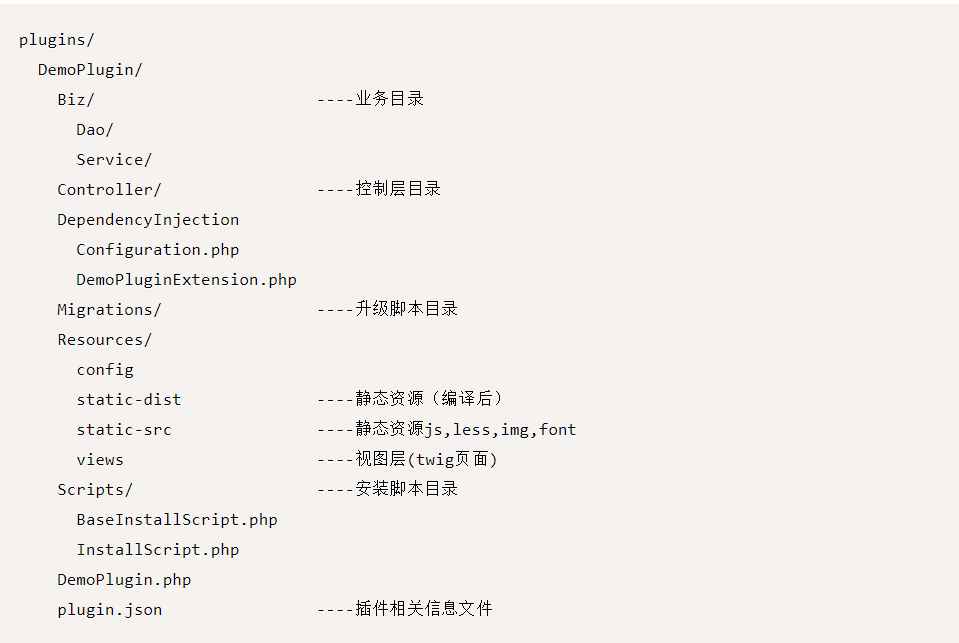 plugins/
  DemoPlugin/
    Biz/                       ----业务目录
      Dao/
      Service/
    Controller/                ----控制层目录
    DependencyInjection
      Configuration.php
      DemoPluginExtension.php
    Migrations/                ----升级脚本目录
    Resources/
      config
      static-dist              ----静态资源（编译后）
      static-src               ----静态资源js,less,img,font
      views                    ----视图层(twig页面)
    Scripts/                   ----安装脚本目录
      BaseInstallScript.php
      InstallScript.php
    DemoPlugin.php
    plugin.json                ----插件相关信息文件